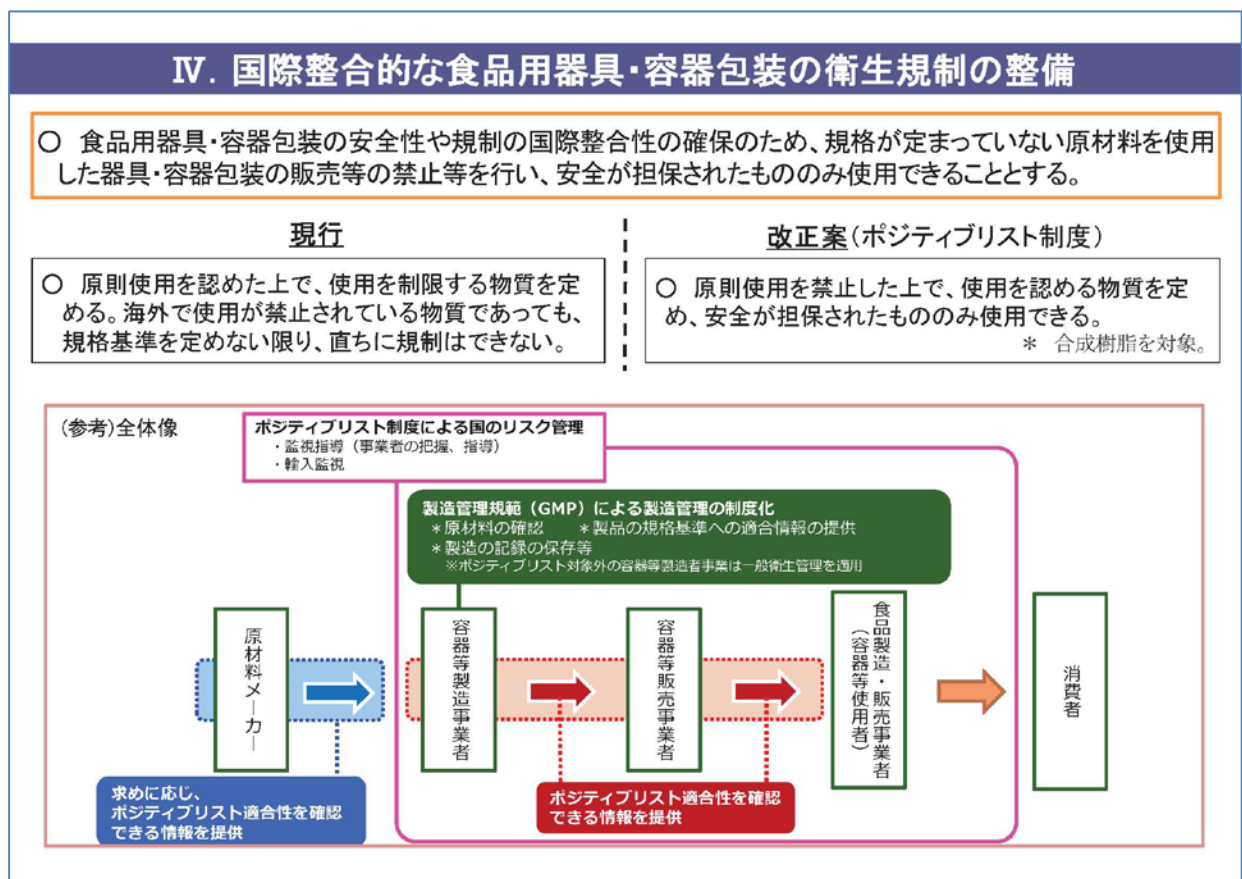 Ⅳ．国際整合的な食品用器具・容器包装の衛生規制の整備
○ 食品用器具・容器包装の安全性や規制の国際整合性の確保のため、規格が定まっていない原材料を使用
した器具・容器包装の販売等の禁止等を行い、安全が担保されたもののみ使用できることとする。
現行
○ 原則使用を認めた上で、使用を制限する物質を定
める。海外で使用が禁止されている物質であっても、
規格基準を定めない限り、直ちに規制はできない。
改正案(ポジティブリスト制度)
○ 原則使用を禁止した上で、使用を認める物質を定
め、安全が担保されたもののみ使用できる。
＊ 合成樹脂を対象。
(参考)全体像
ポジティブリスト制度による国のリスク管理
・監視指導（事業者の把握、指導）
・輸入監視
製造管理規範（GMP）による製造管理の制度化
＊原材料の確認 ＊製品の規格基準への適合情報の提供
＊製造の記録の保存等
※ポジティブリスト対象外の容器等製造者事業は一般衛生管理を適用
原材料メーカー
容器等製造事業者
容器等販売事業者
食品製造・販売事業者
（容器等使用者）
消費者
求めに応じ、
ポジティブリスト適合性を確認
できる情報を提供
ポジティブリスト適合性を確認
できる情報を提供